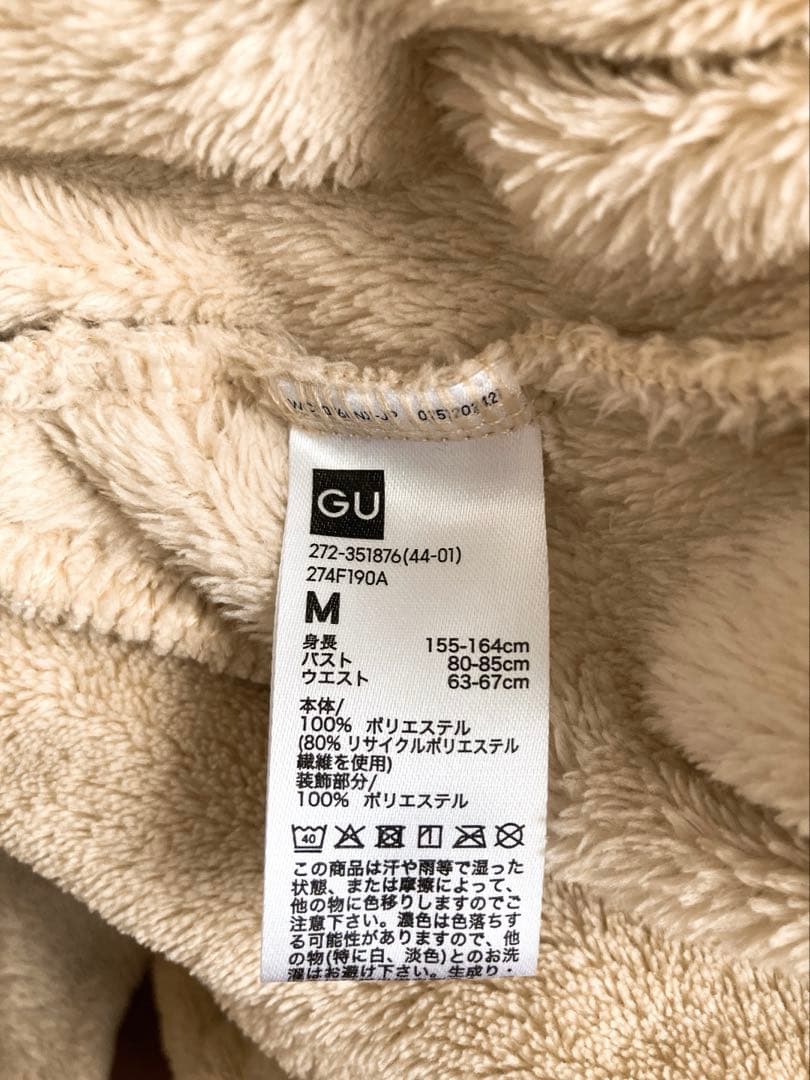 GU
272-351876(44-01)
274F190A
M
身長 155-164cm
バスト 80-85cm
ウエスト 63-67cm
本体/
100% ポリエステル
(80% リサイクルポリエステル
繊維を使用)
装飾部分/
100% ポリエステル
40
この商品は汗や雨等で湿った
状態、または摩擦によって、
他の物に色移りしますのでご
注意下さい。濃色は色落ちす
る可能性がありますので、他
の物(特に白、淡色)とのお洗
濯はお避け下さい。生成り・